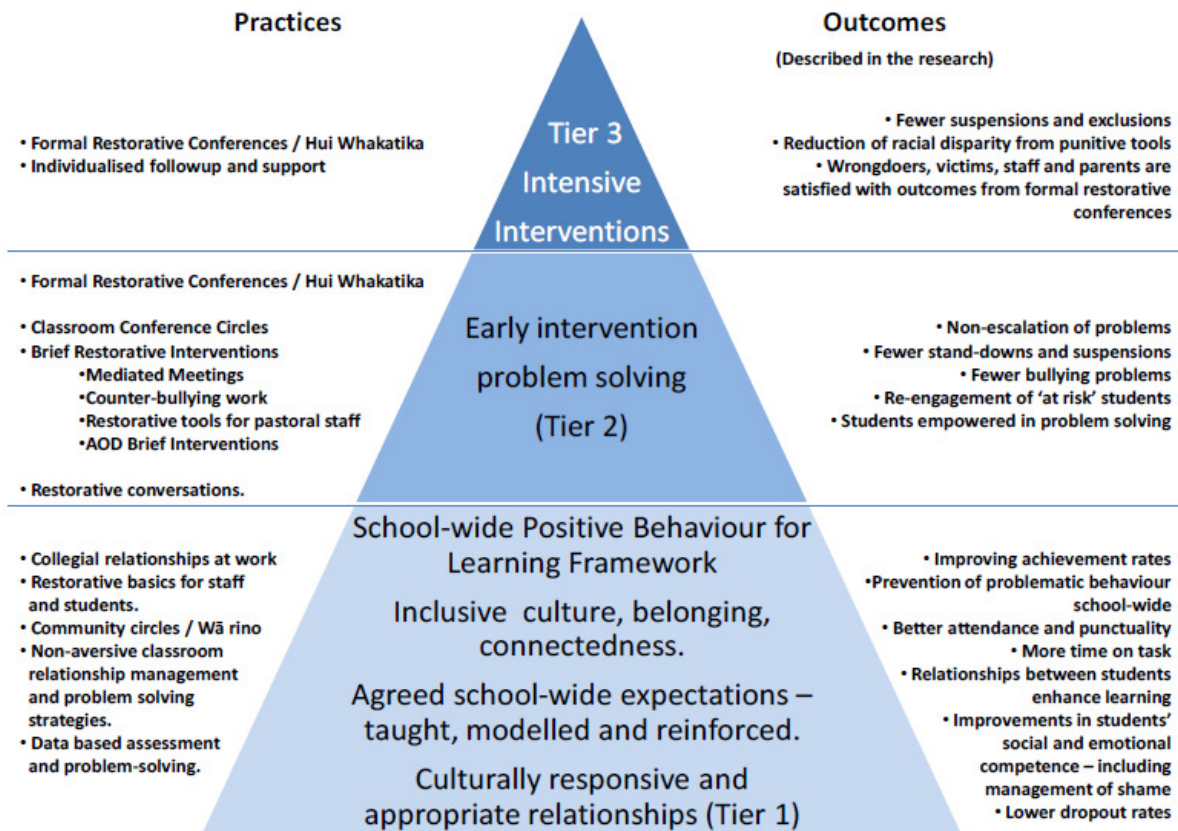 Practices
Outcomes
(Described in the research)
• Formal Restorative Conferences / Hui Whakatika
• Individualised followup and support
Tier 3
Intensive
Interventions
• Fewer suspensions and exclusions
• Reduction of racial disparity from punitive tools
• Wrongdoers, victims, staff and parents are
satisfied with outcomes from formal restorative
conferences
• Formal Restorative Conferences / Hui Whakatika
• Classroom Conference Circles
• Brief Restorative Interventions
•Mediated Meetings
•Counter-bullying work
•Restorative tools for pastoral staff
•AOD Brief Interventions
• Restorative conversations.
Early intervention
problem solving
(Tier 2)
• Non-escalation of problems
• Fewer stand-downs and suspensions
• Fewer bullying problems
• Re-engagement of ‘at risk’ students
• Students empowered in problem solving
• Collegial relationships at work
• Restorative basics for staff
and students.
• Community circles / Wā rino
• Non-aversive classroom
relationship management
and problem solving
strategies.
• Data based assessment
and problem-solving.
School-wide Positive Behaviour for
Learning Framework
Inclusive culture, belonging,
connectedness.
Agreed school-wide expectations –
taught, modelled and reinforced.
Culturally responsive and
appropriate relationships (Tier 1)
• Improving achievement rates
•Prevention of problematic behaviour
school-wide
• Better attendance and punctuality
• More time on task
• Relationships between students
enhance learning
• Improvements in students’
social and emotional
competence – including
management of shame
• Lower dropout rates